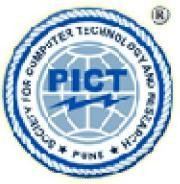 ®
SOCIETY FOR COMPUTER TECHNOLOGY AND RESEARCH
PICT
★ PUNE ★